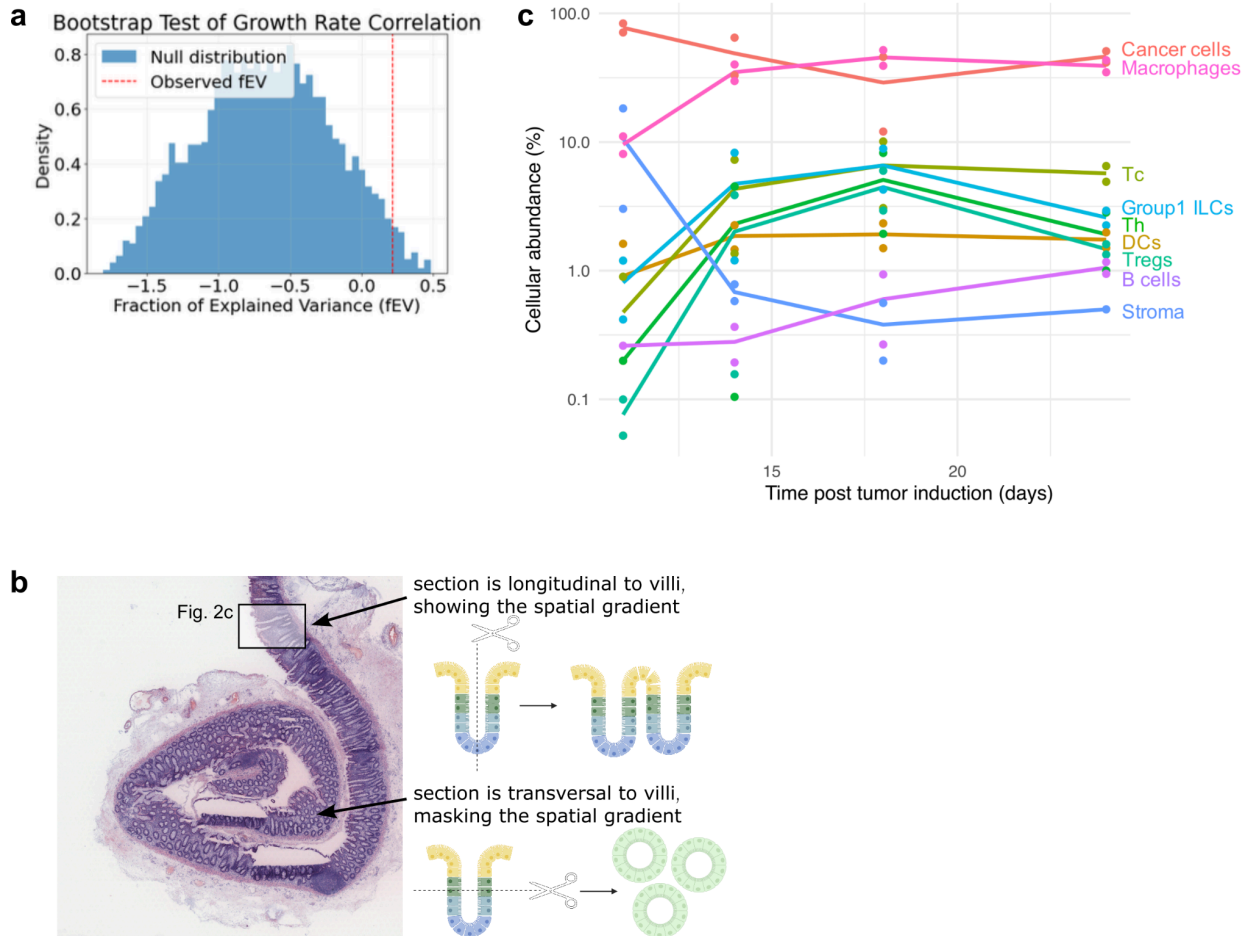 a
Bootstrap Test of Growth Rate Correlation
Null distribution
Observed fEV
Density
0.8
0.6
0.4
0.2
0.0
−1.5 −1.0 −0.5 0.0 0.5
Fraction of Explained Variance (fEV)
c
Cellular abundance (%)
100.0
10.0
1.0
0.1
Cancer cells
Macrophages
Tc
Group1 ILCs
Th
DCs
Tregs
B cells
Stroma
15 20
Time post tumor induction (days)
b
Fig. 2c
section is longitudinal to villi,
showing the spatial gradient
section is transversal to villi,
masking the spatial gradient